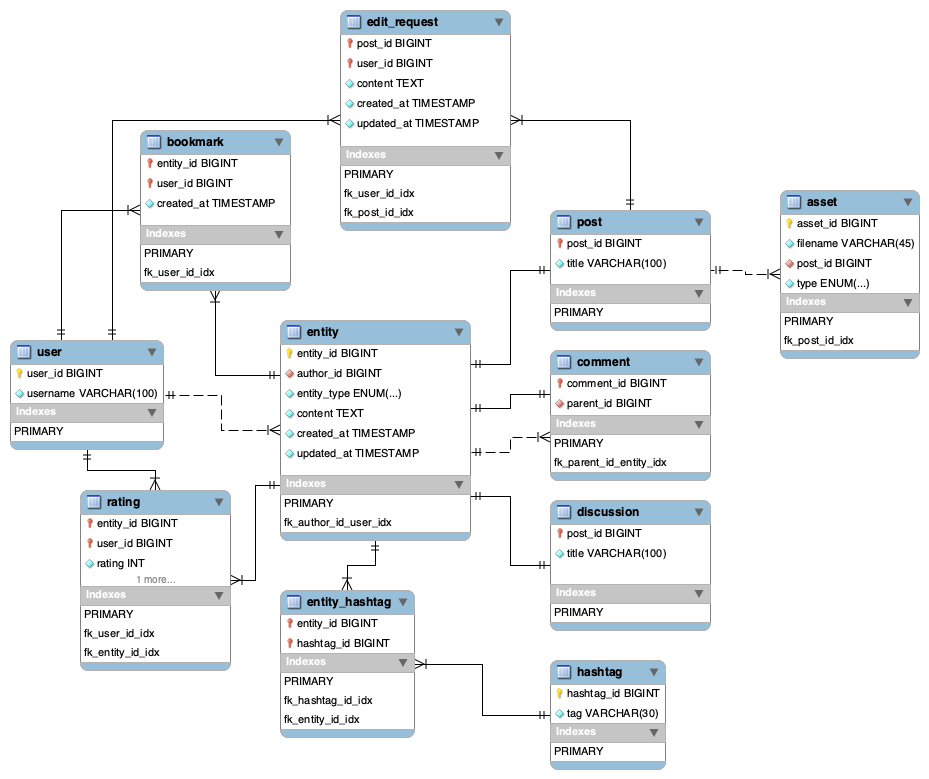 edit_request
post_id BIGINT
user_id BIGINT
content TEXT
created_at TIMESTAMP
updated_at TIMESTAMP
Indexes
PRIMARY
fk_user_id_idx
fk_post_id_idx
bookmark
entity_id BIGINT
user_id BIGINT
created_at TIMESTAMP
Indexes
PRIMARY
fk_user_id_idx
post
post_id BIGINT
title VARCHAR(100)
Indexes
PRIMARY
asset
asset_id BIGINT
filename VARCHAR(45)
post_id BIGINT
type ENUM(...)
Indexes
PRIMARY
fk_post_id_idx
user
user_id BIGINT
username VARCHAR(100)
Indexes
PRIMARY
entity
entity_id BIGINT
author_id BIGINT
entity_type ENUM(...)
content TEXT
created_at TIMESTAMP
updated_at TIMESTAMP
Indexes
PRIMARY
fk_author_id_user_idx
comment
comment_id BIGINT
parent_id BIGINT
Indexes
PRIMARY
fk_parent_id_entity_idx
rating
entity_id BIGINT
user_id BIGINT
rating INT
1 more...
Indexes
PRIMARY
fk_user_id_idx
fk_entity_id_idx
discussion
post_id BIGINT
title VARCHAR(100)
Indexes
PRIMARY
entity_hashtag
entity_id BIGINT
hashtag_id BIGINT
Indexes
PRIMARY
fk_hashtag_id_idx
fk_entity_id_idx
hashtag
hashtag_id BIGINT
tag VARCHAR(30)
Indexes
PRIMARY